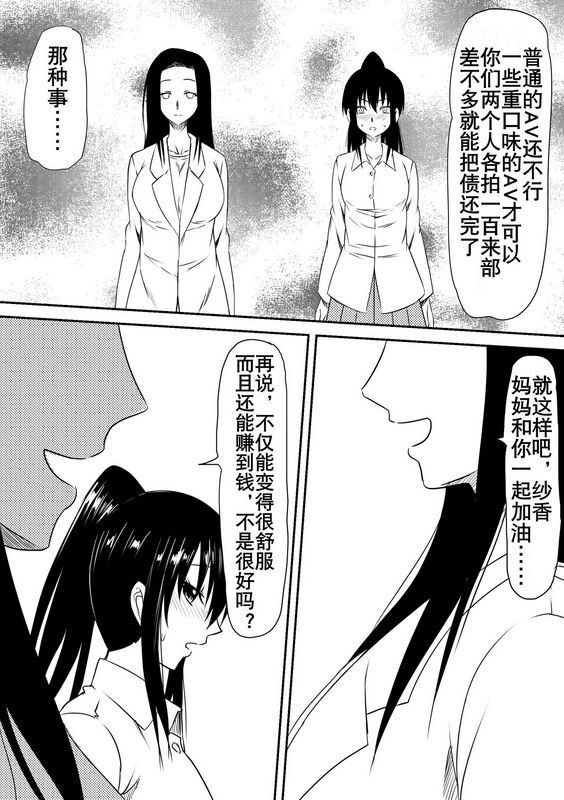 普通的AV还不行
一些重口味的AV才可以
你们两个人各拍一百来部
差不多就能把债还完了
那种事……
就这样吧，纱香
妈妈和你一起加油……
再说，不仅能变得很舒服
而且还能赚到钱，不是很好吗？